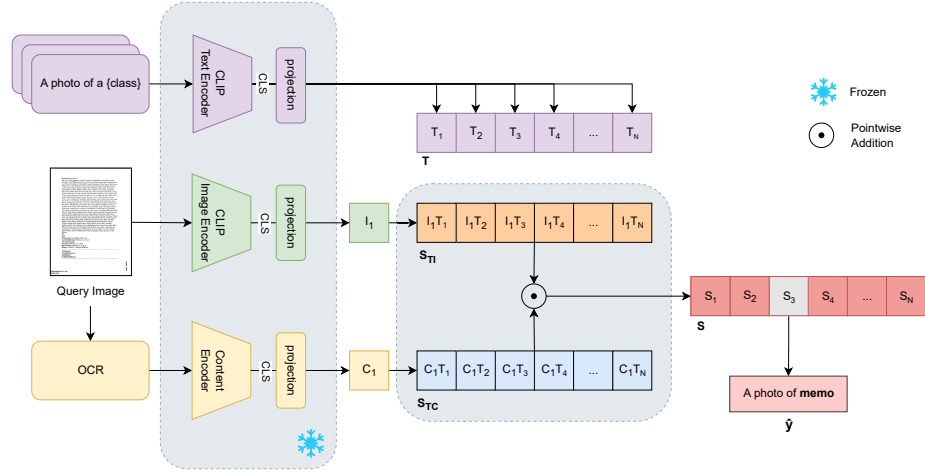 A photo of a {class}
CLIP
Text Encoder
CLS
projection
T1 T2 T3 T4 ... TN
T
Frozen
Pointwise
Addition
Query Image
CLIP
Image Encoder
CLS
projection
I1
I1T1 I1T2 I1T3 I1T4 ... I1TN
STI
S1 S2 S3 S4 ... SN
S
OCR
Content
Encoder
CLS
projection
C1
C1T1 C1T2 C1T3 C1T4 ... C1TN
STC
A photo of memo
ŷ